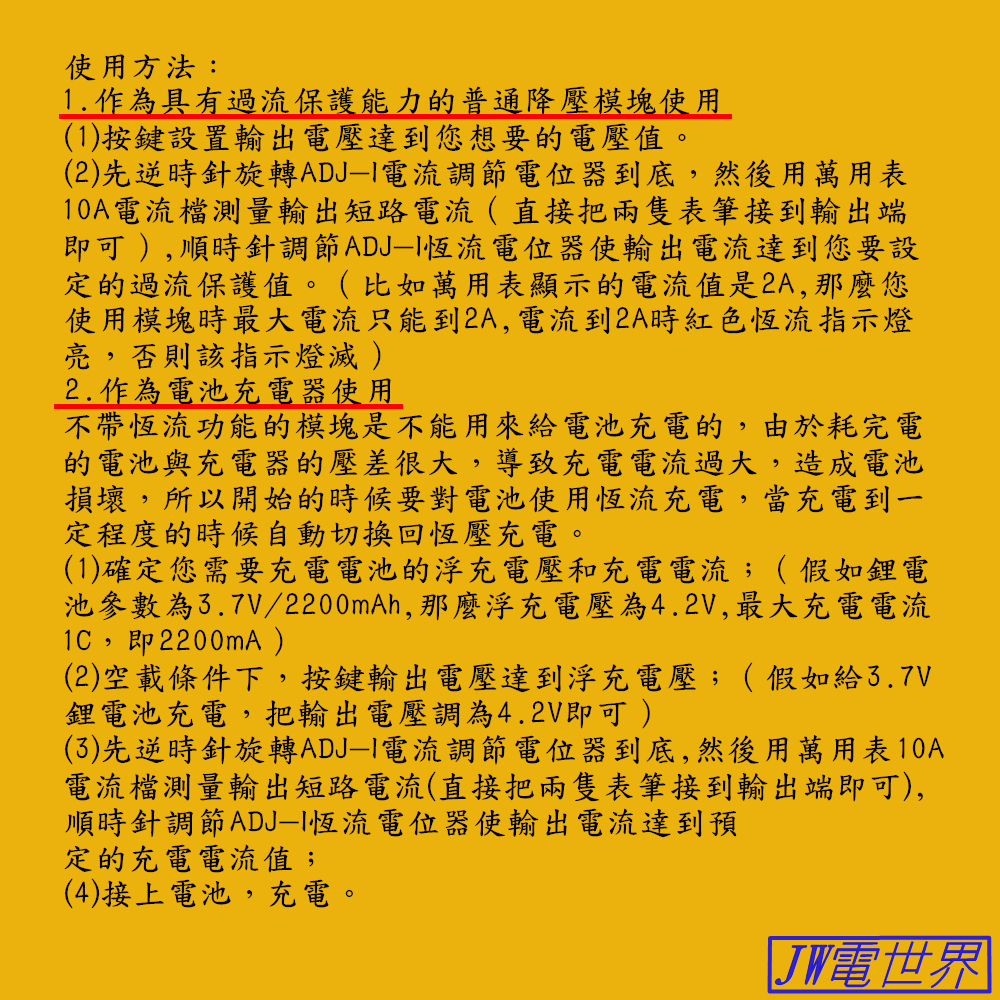 使用方法：
1.作為具有過流保護能力的普通降壓模塊使用
(1)按鍵設置輸出電壓達到您想要的電壓值。
(2)先逆時針旋轉ADJ-I電流調節電位器到底，然後用萬用表
10A電流檔測量輸出短路電流（直接把兩隻表筆接到輸出端
即可）,順時針調節ADJ-I恆流電位器使輸出電流達到您要設
定的過流保護值。（比如萬用表顯示的電流值是2A,那麼您
使用模塊時最大電流只能到2A,電流到2A時紅色恆流指示燈
亮，否則該指示燈滅）
2.作為電池充電器使用
不帶恆流功能的模塊是不能用來給電池充電的，由於耗完電
的電池與充電器的壓差很大，導致充電電流過大，造成電池
損壞，所以開始的時候要對電池使用恆流充電，當充電到一
定程度的時候自動切換回恆壓充電。
(1)確定您需要充電電池的浮充電壓和充電電流；（假如鋰電
池參數為3.7V/2200mAh,那麼浮充電壓為4.2V,最大充電電流
1C，即2200mA）
(2)空載條件下，按鍵輸出電壓達到浮充電壓；（假如給3.7V
鋰電池充電，把輸出電壓調為4.2V即可）
(3)先逆時針旋轉ADJ-I電流調節電位器到底,然後用萬用表10A
電流檔測量輸出短路電流(直接把兩隻表筆接到輸出端即可),
順時針調節ADJ-I恆流電位器使輸出電流達到預
定的充電電流值；
(4)接上電池，充電。
JW電世界